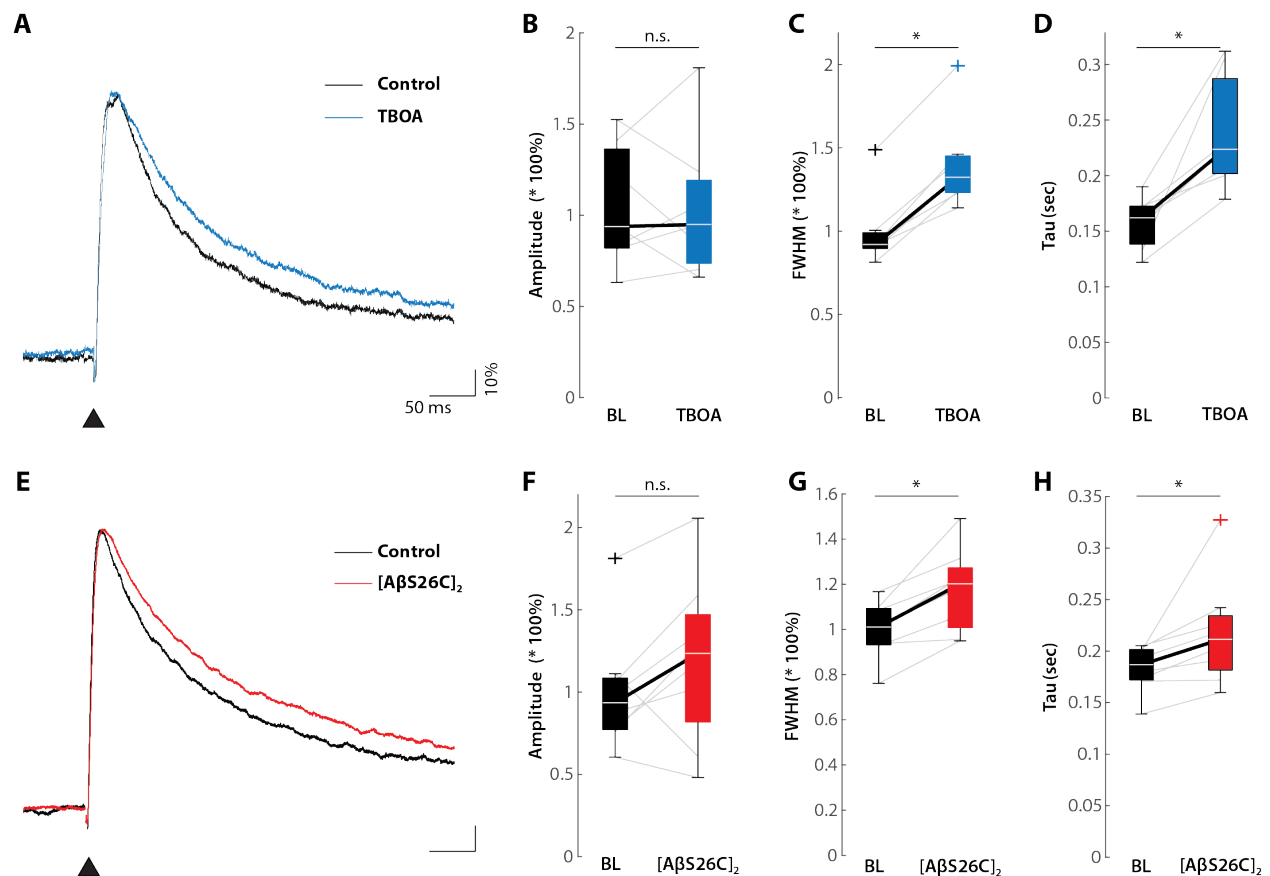 A
Control
TBOA
10%
50 ms
B
n.s.
Amplitude (* 100%)
2
1.5
1
0.5
0
BL
TBOA
C
*
FWHM (* 100%)
2
1.5
1
0.5
0
BL
TBOA
D
*
Tau (sec)
0.3
0.25
0.2
0.15
0.1
0.05
0
BL
TBOA
E
Control
[AβS26C]₂
F
n.s.
Amplitude (* 100%)
2
1.5
1
0.5
0
BL
[AβS26C]₂
G
*
FWHM (* 100%)
1.6
1.4
1.2
1
0.8
0.6
0.4
0.2
0
BL
[AβS26C]₂
H
*
Tau (sec)
0.35
0.3
0.25
0.2
0.15
0.1
0.05
0
BL
[AβS26C]₂